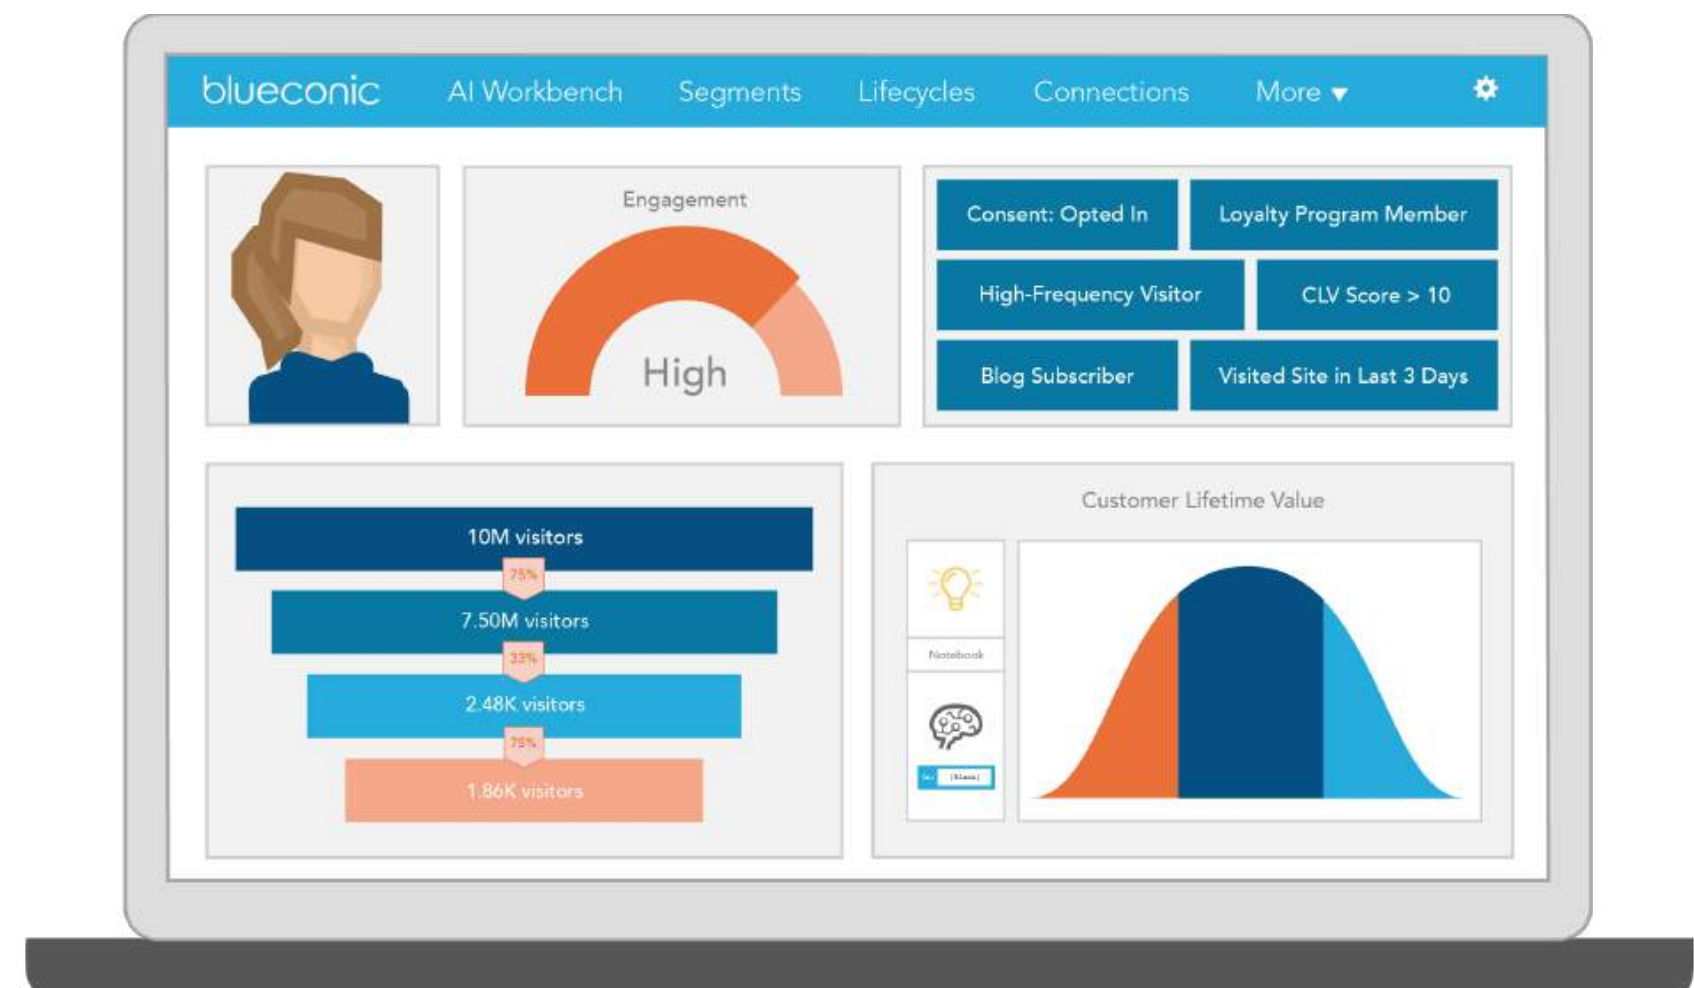 blueconic AI Workbench Segments Lifecycles Connections More
Engagement
High
Consent: Opted In
Loyalty Program Member
High-Frequency Visitor
CLV Score > 10
Blog Subscriber
Visited Site in Last 3 Days
10M visitors
75%
7.50M visitors
33%
2.48K visitors
75%
1.86K visitors
Customer Lifetime Value
Notebook